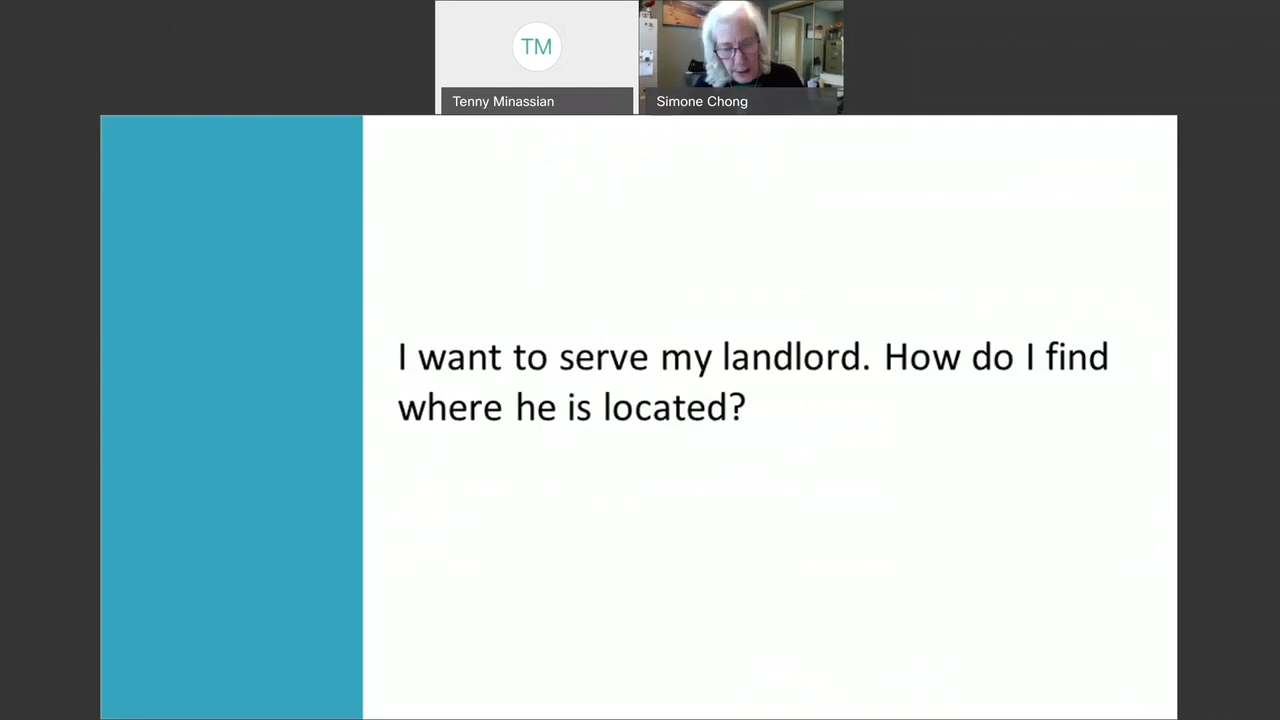 TM
Tenny Minassian
Simone Chong
I want to serve my landlord. How do I find
where he is located?